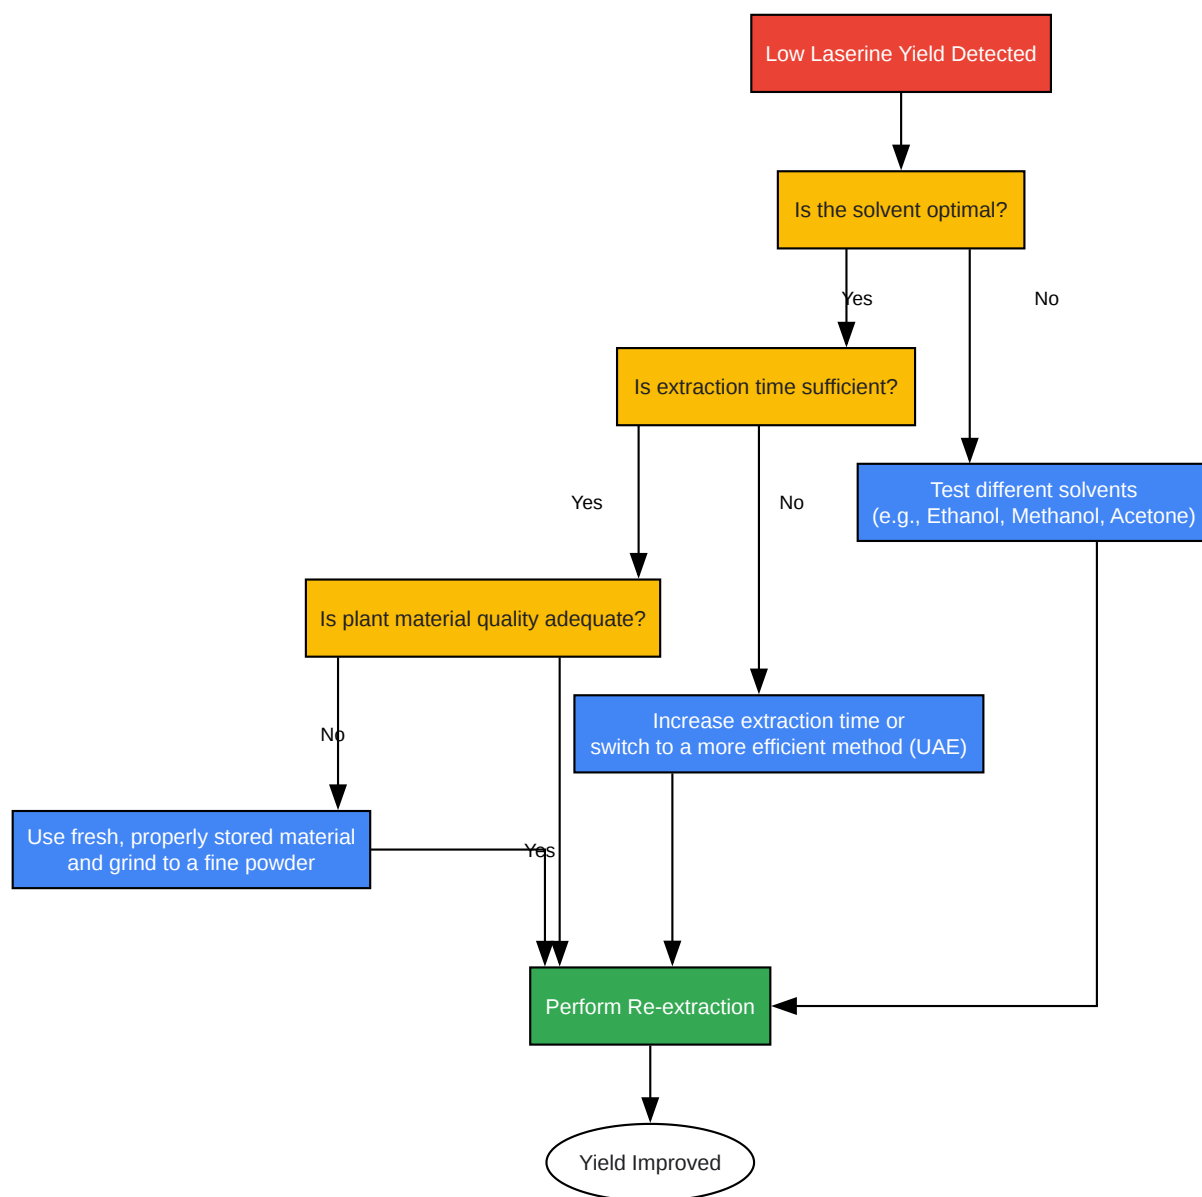 Low Laserine Yield Detected
Is the solvent optimal?
Yes
No
Is extraction time sufficient?
Yes
No
Test different solvents
(e.g., Ethanol, Methanol, Acetone)
Is plant material quality adequate?
No
Increase extraction time or
switch to a more efficient method (UAE)
Use fresh, properly stored material
and grind to a fine powder
Yes
Perform Re-extraction
Yield Improved